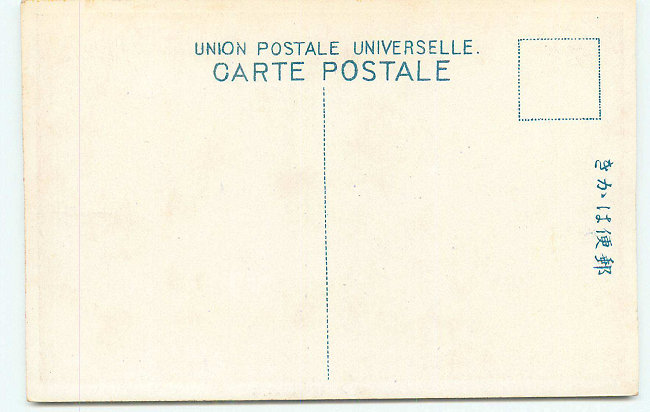 UNION POSTALE UNIVERSELLE.
CARTE POSTALE
きかは便郵